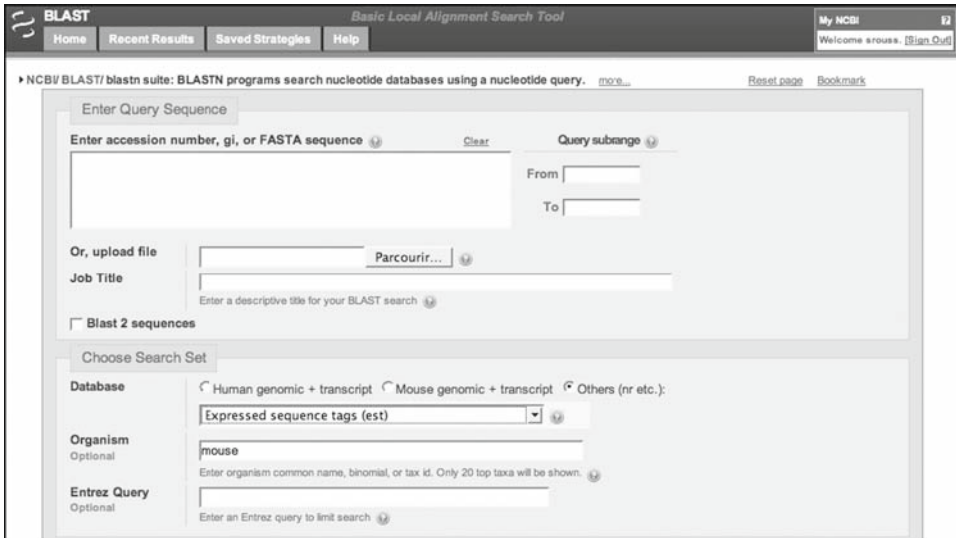 BLAST
Basic Local Alignment Search Tool
Home Recent Results Saved Strategies Help
My NCBI ?
Welcome srouss. [Sign Out]
NCBI/ BLAST/ blastn suite: BLASTN programs search nucleotide databases using a nucleotide query. more... Reset page Bookmark
Enter Query Sequence
Enter accession number, gi, or FASTA sequence Clear Query subrange
From
To
Or, upload file Parcourir...
Job Title
Enter a descriptive title for your BLAST search
Blast 2 sequences
Choose Search Set
Database Human genomic + transcript Mouse genomic + transcript Others (nr etc.):
Expressed sequence tags (est)
Organism
Optional
mouse
Enter organism common name, binomial, or tax id. Only 20 top taxa will be shown.
Entrez Query
Optional
Enter an Entrez query to limit search